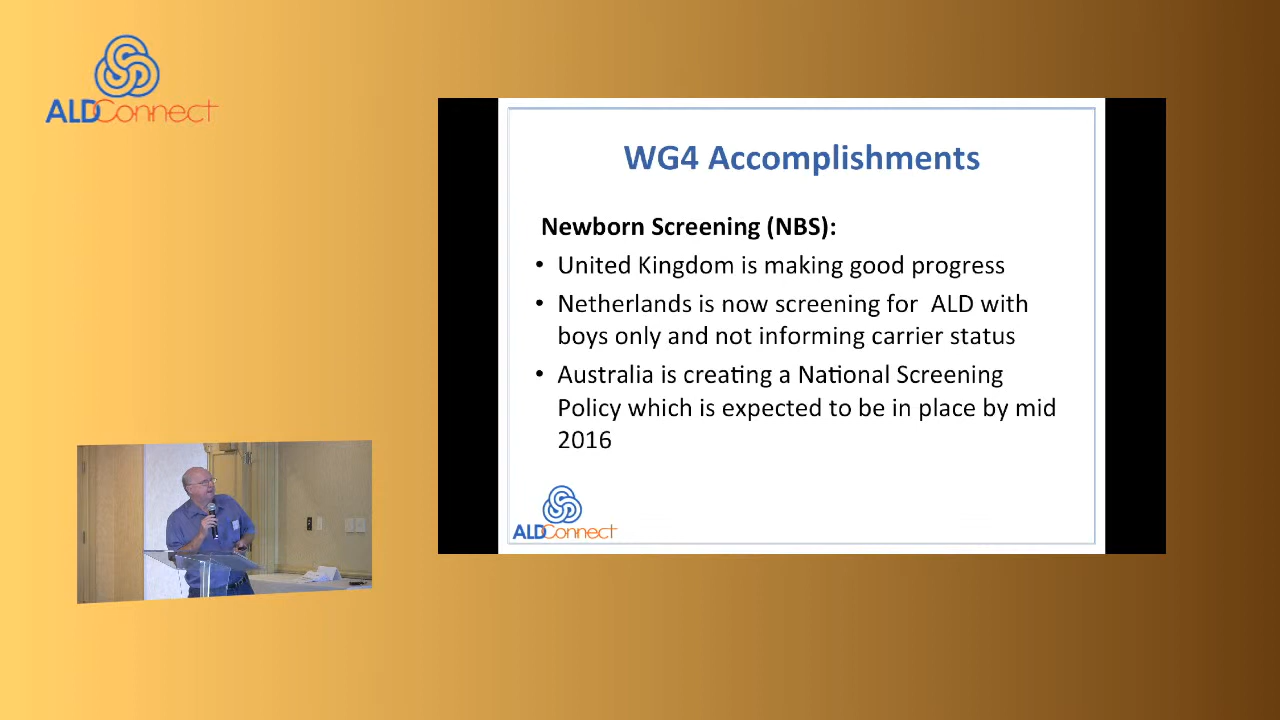 ALDConnect
WG4 Accomplishments
Newborn Screening (NBS):
• United Kingdom is making good progress
• Netherlands is now screening for ALD with
boys only and not informing carrier status
• Australia is creating a National Screening
Policy which is expected to be in place by mid
2016
ALDConnect